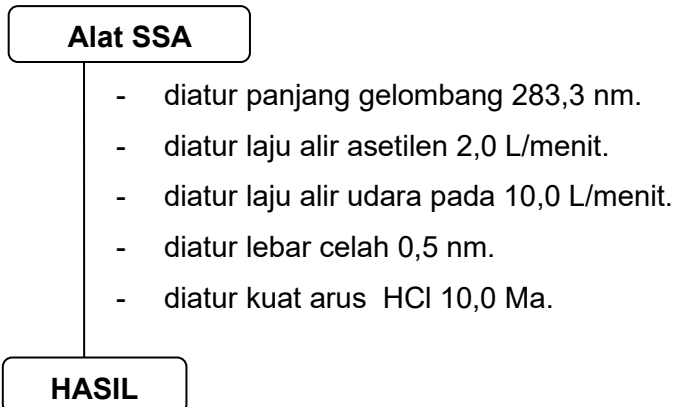 Alat SSA
- diatur panjang gelombang 283,3 nm.
- diatur laju alir asetilen 2,0 L/menit.
- diatur laju alir udara pada 10,0 L/menit.
- diatur lebar celah 0,5 nm.
- diatur kuat arus  HCl 10,0 Ma.
HASIL